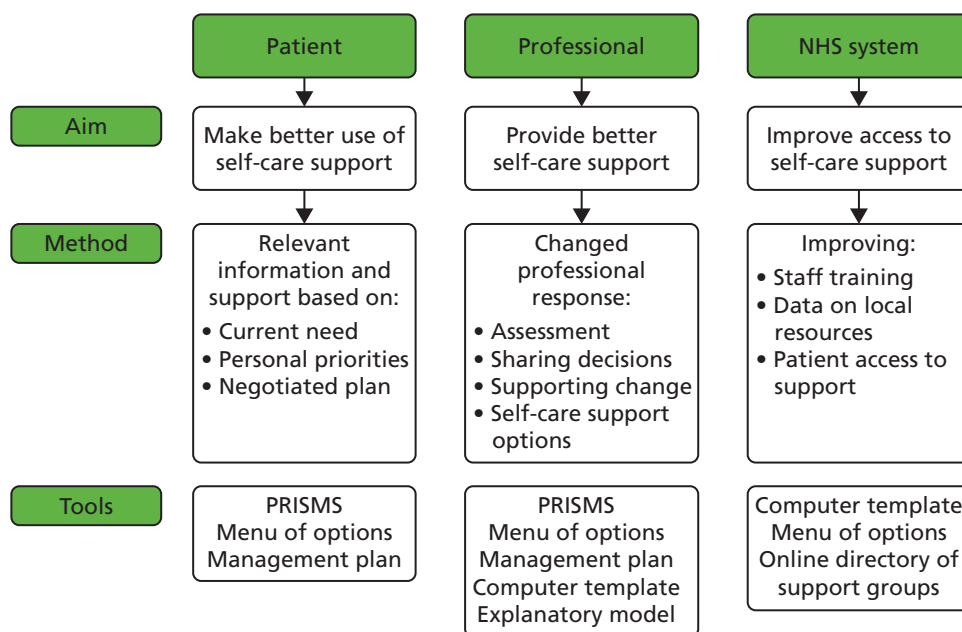 Patient
Professional
NHS system
Aim
Make better use of
self-care support
Provide better
self-care support
Improve access to
self-care support
Method
Relevant
information and
support based on:
• Current need
• Personal priorities
• Negotiated plan
Changed
professional
response:
• Assessment
• Sharing decisions
• Supporting change
• Self-care support
options
Improving:
• Staff training
• Data on local
resources
• Patient access to
support
Tools
PRISMS
Menu of options
Management plan
PRISMS
Menu of options
Management plan
Computer template
Explanatory model
Computer template
Menu of options
Online directory of
support groups